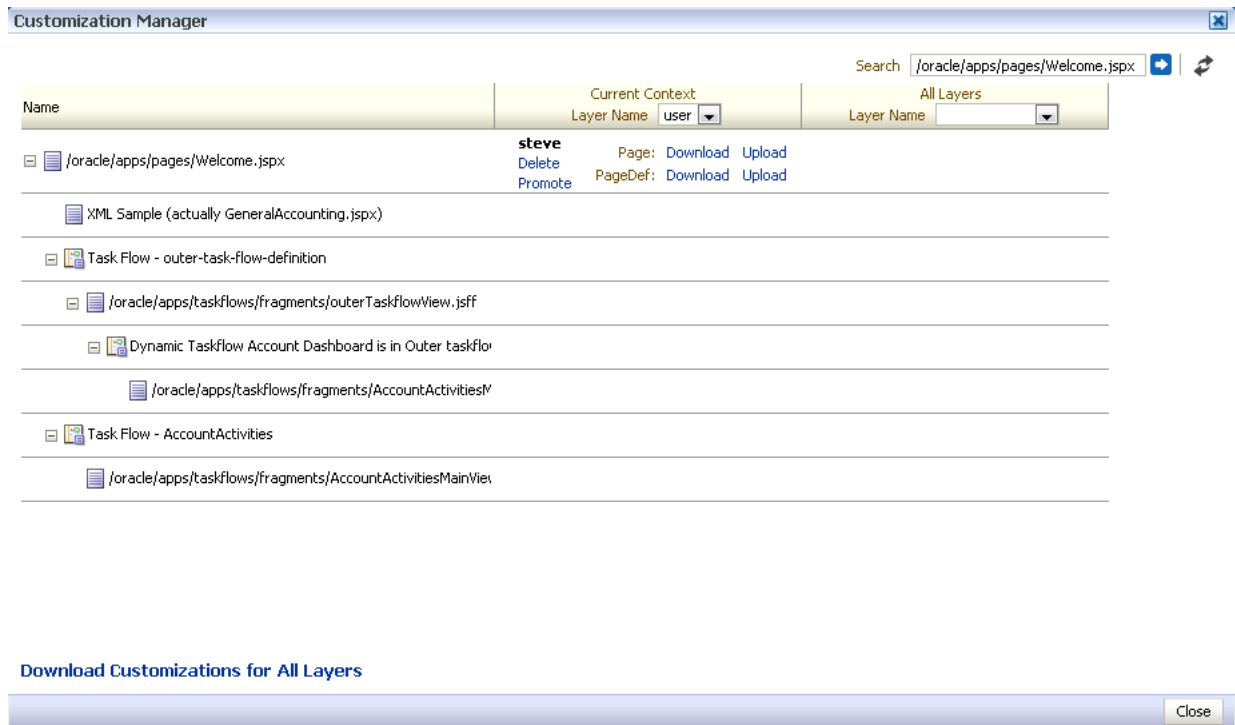 Customization Manager
Search /oracle/apps/pages/Welcome.jspx
Name
Current Context
Layer Name user
All Layers
Layer Name
/oracle/apps/pages/Welcome.jspx
steve
Delete
Promote
Page: Download Upload
PageDef: Download Upload
XML Sample (actually GeneralAccounting.jspx)
Task Flow - outer-task-flow-definition
/oracle/apps/taskflows/fragments/outerTaskflowView.jsff
Dynamic Taskflow Account Dashboard is in Outer taskflo
/oracle/apps/taskflows/fragments/AccountActivitiesM
Task Flow - AccountActivities
/oracle/apps/taskflows/fragments/AccountActivitiesMainVie
Download Customizations for All Layers
Close